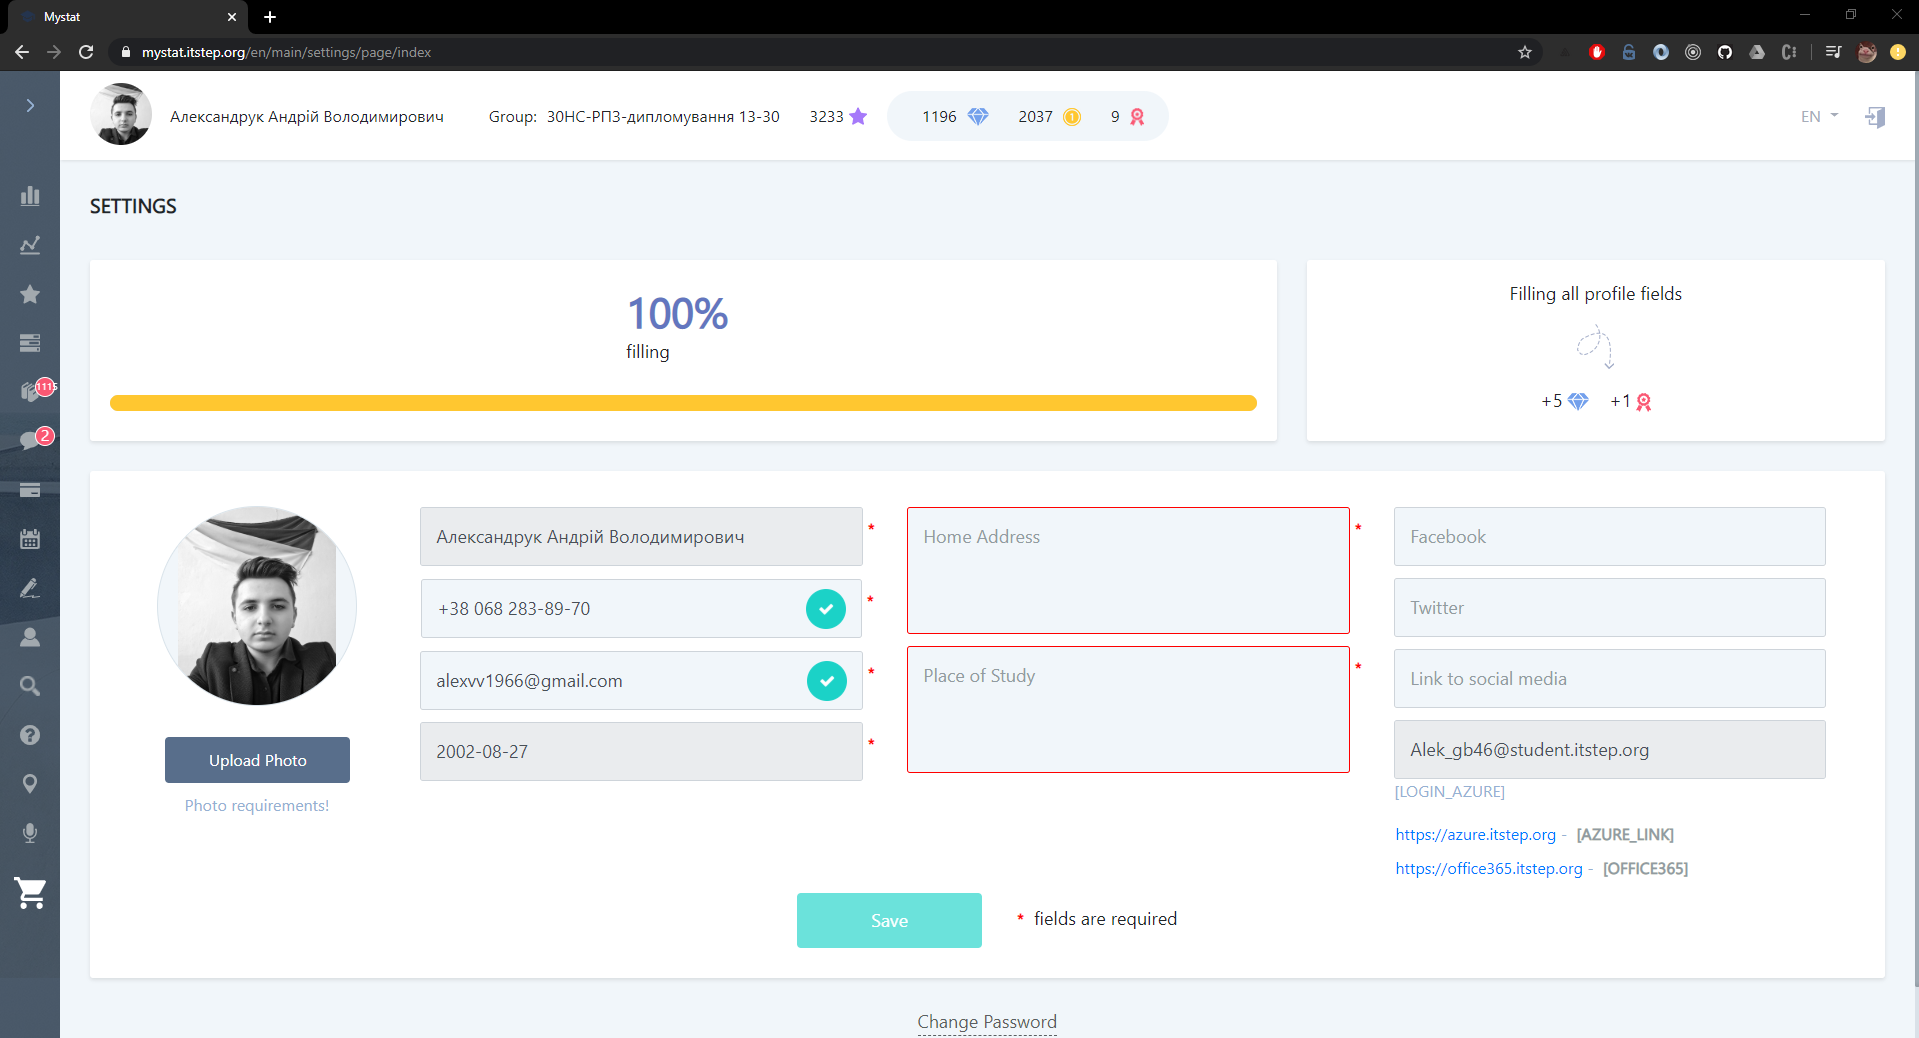 Mystat
mystat.itstep.org/en/main/settings/page/index
Александрук Андрій Володимирович
Group: 30НС-РПЗ-дипломування 13-30
3233
1196
2037
9
EN
SETTINGS
100%
filling
Filling all profile fields
+5 +1
1115
2
Александрук Андрій Володимирович *
+38 068 283-89-70 *
alexvv1966@gmail.com *
2002-08-27 *
Upload Photo
Photo requirements!
Home Address *
Place of Study *
Facebook
Twitter
Link to social media
Alek_gb46@student.itstep.org
[LOGIN_AZURE]
https://azure.itstep.org - [AZURE_LINK]
https://office365.itstep.org - [OFFICE365]
Save
* fields are required
Change Password